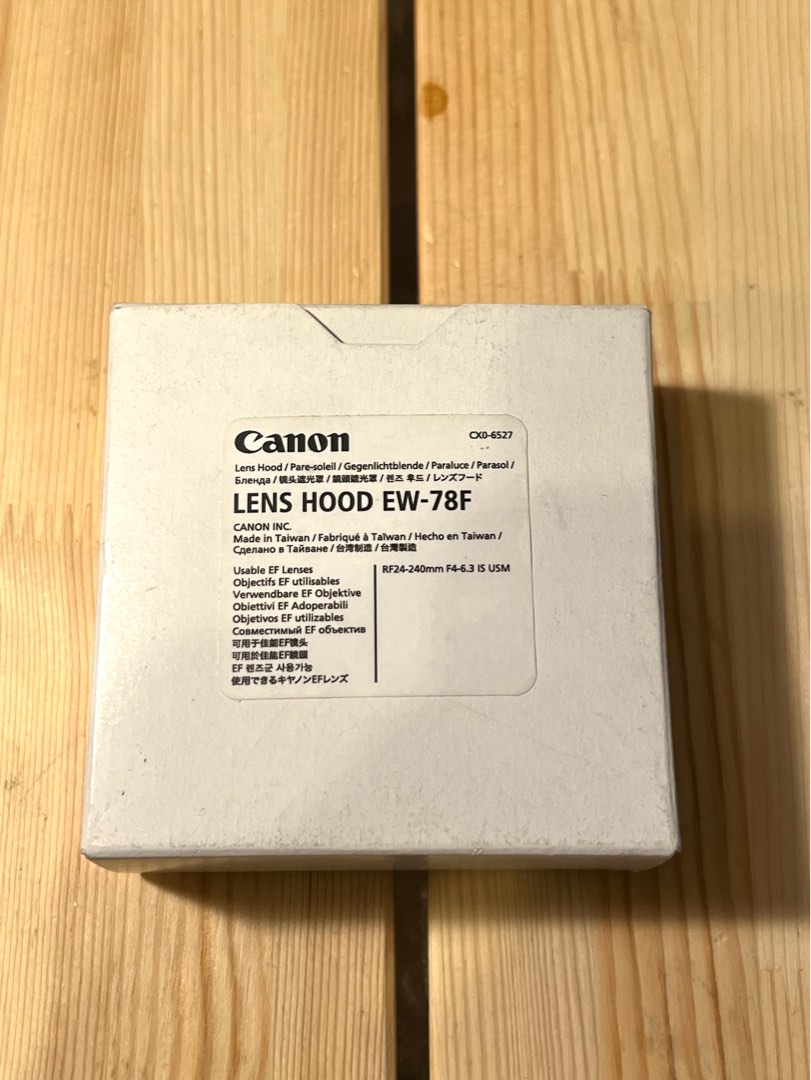 Canon
CX0-6527
Lens Hood / Pare-soleil / Gegenlichtblende / Paraluce / Parasol /
Бленда / 镜头遮光罩 / 鏡頭遮光罩 / 렌즈 후드 / レンズフード
LENS HOOD EW-78F
CANON INC.
Made in Taiwan / Fabriqué à Taïwan / Hecho en Taiwan /
Сделано в Тайване / 台湾制造 / 台灣製造
Usable EF Lenses
Objectifs EF utilisables
Verwendbare EF Objektive
Obiettivi EF Adoperabili
Objetivos EF utilizables
Совместимый EF объектив
可用于佳能EF镜头
可用於佳能EF鏡頭
EF 렌즈군 사용가능
使用できるキヤノンEFレンズ
RF24-240mm F4-6.3 IS USM